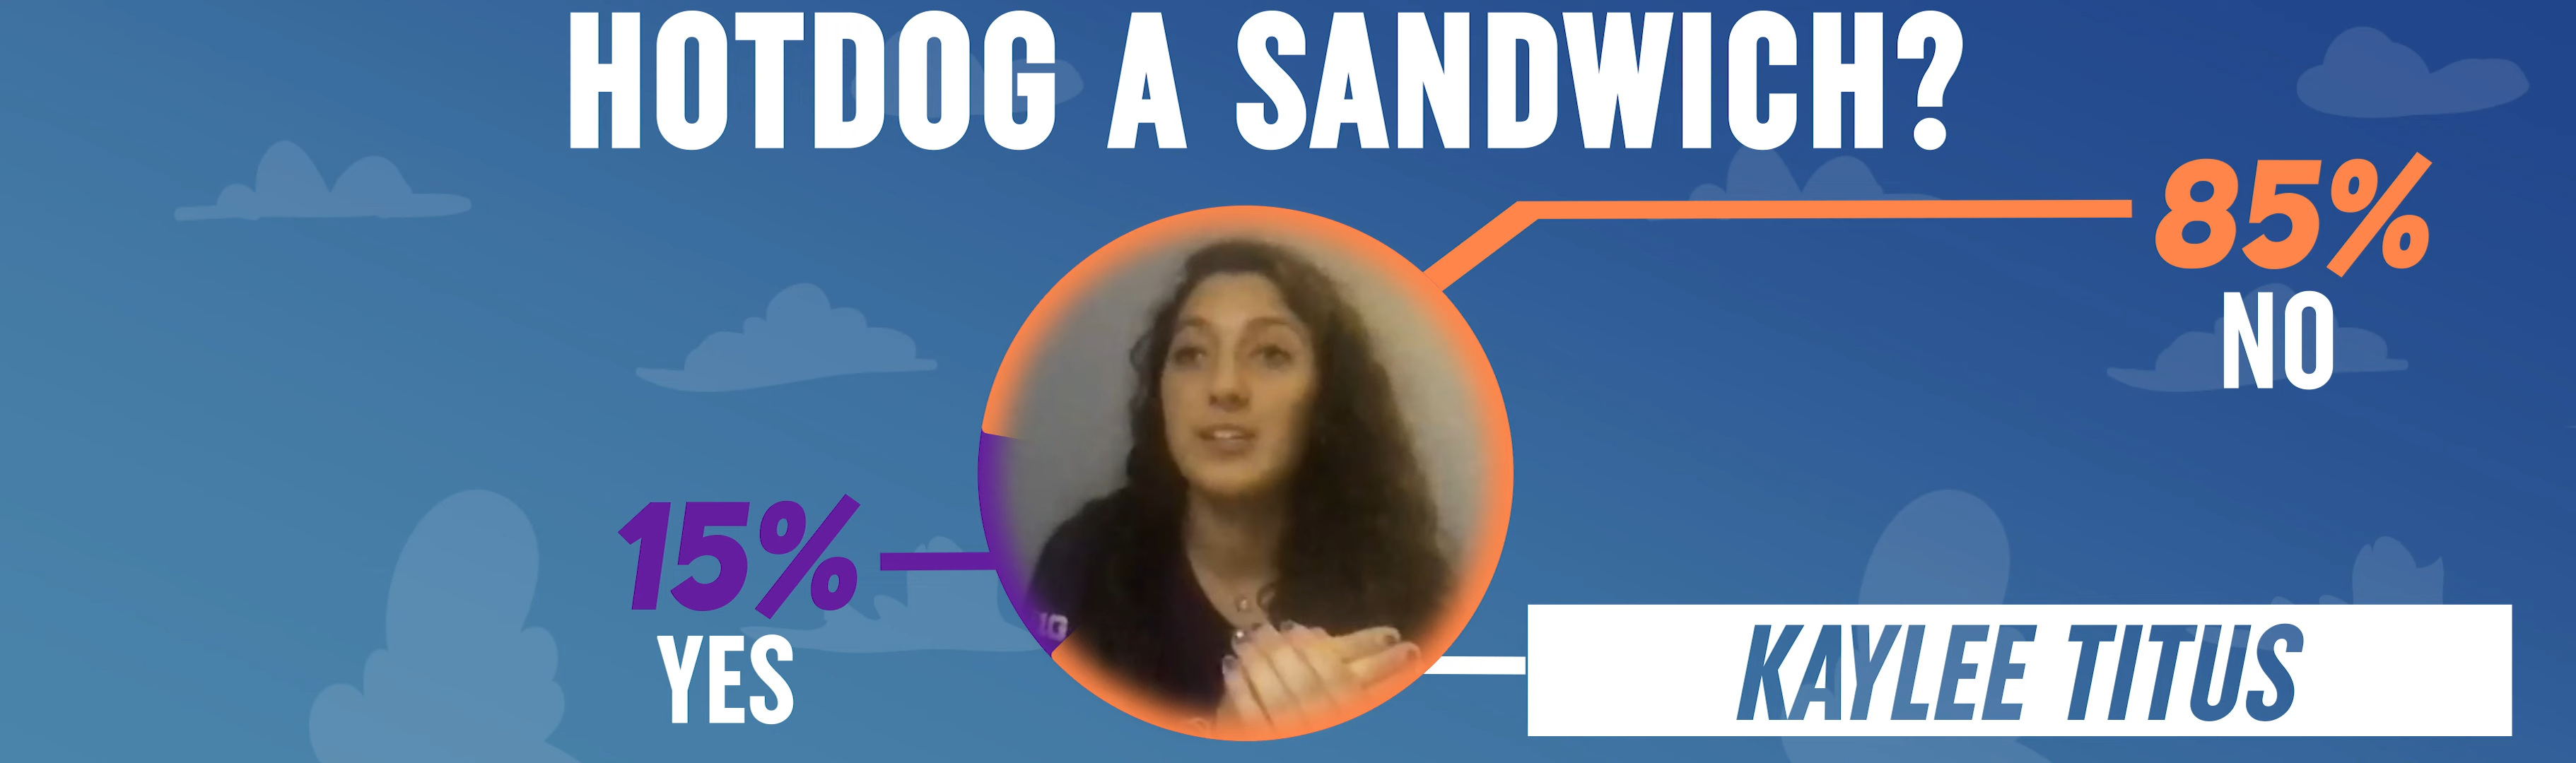 HOTDOG A SANDWICH?
85%
NO
15%
YES
KAYLEE TITUS